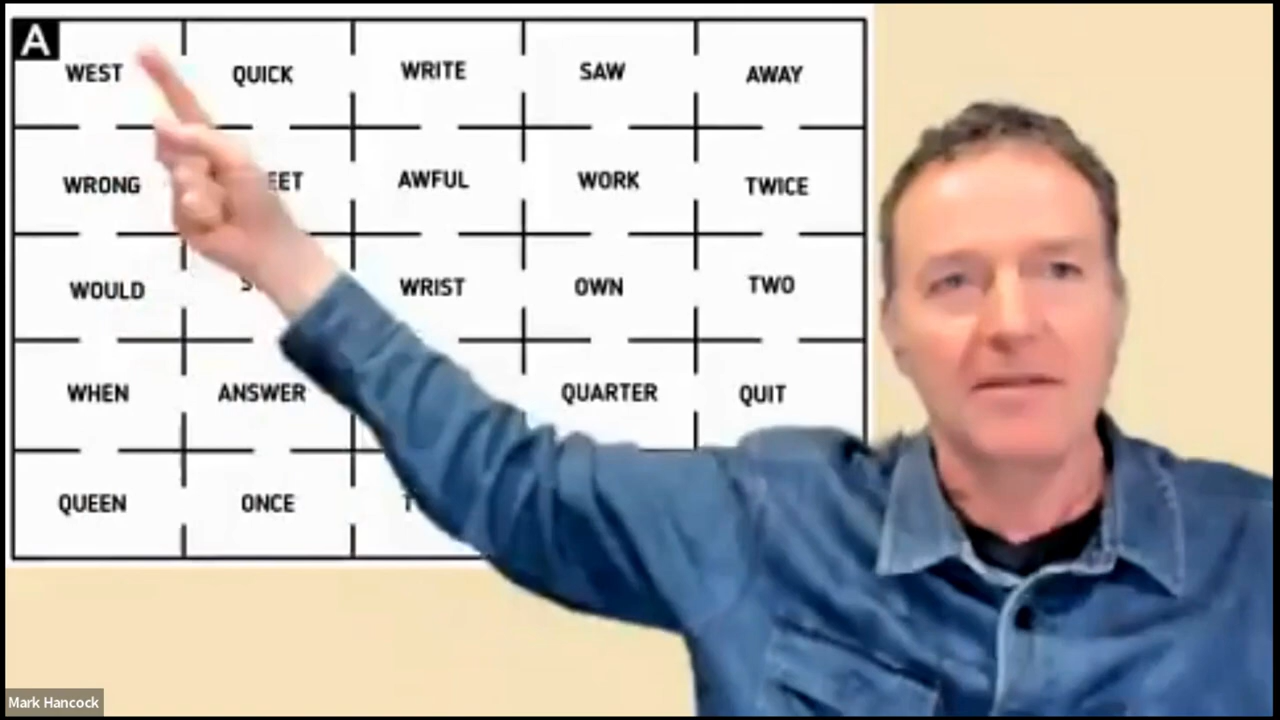 A
WEST QUICK WRITE SAW AWAY
WRONG AWFUL WORK TWICE
WOULD WRIST OWN TWO
WHEN ANSWER QUARTER QUIT
QUEEN ONCE
Mark Hancock